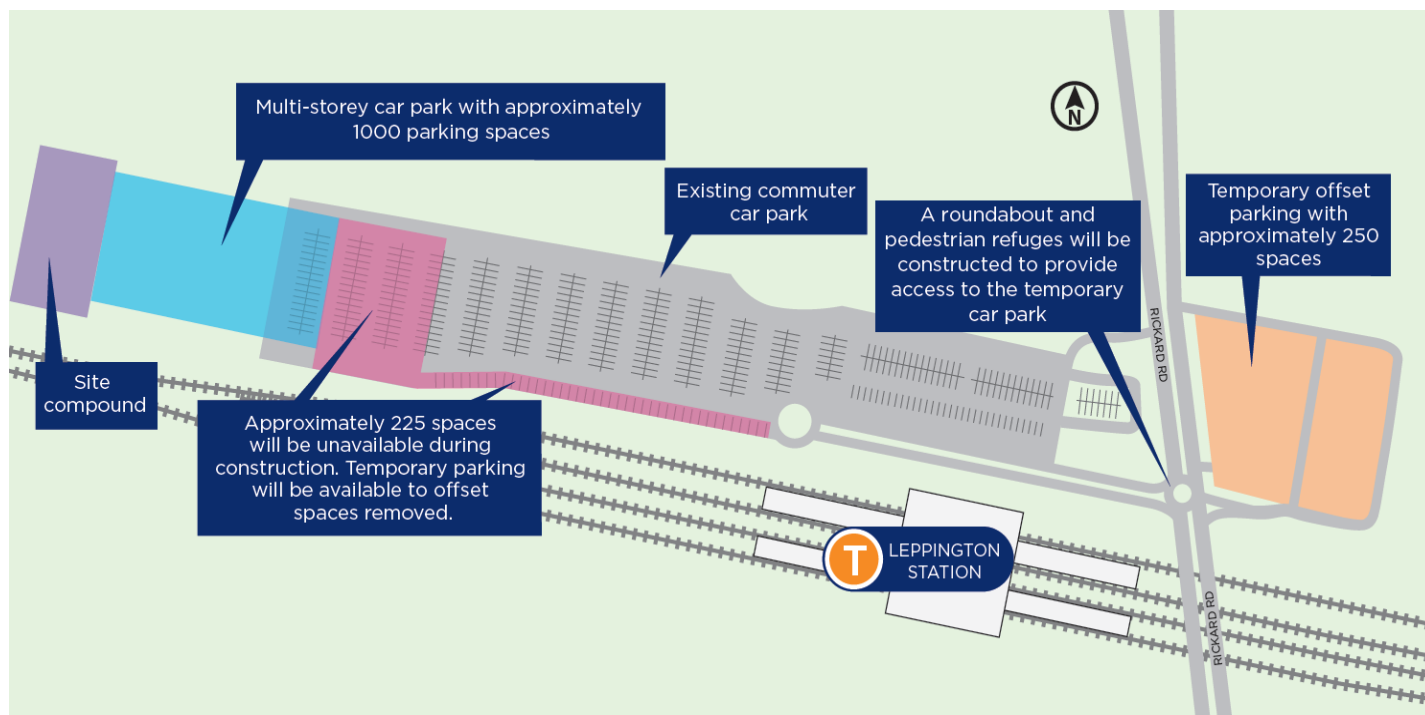 Multi-storey car park with approximately
1000 parking spaces
N
Existing commuter
car park
A roundabout and
pedestrian refuges will be
constructed to provide
access to the temporary
car park
Temporary offset
parking with
approximately 250
spaces
RICKARD RD
Site
compound
Approximately 225 spaces
will be unavailable during
construction. Temporary parking
will be available to offset
spaces removed.
T
LEPPINGTON
STATION
RICKARD RD